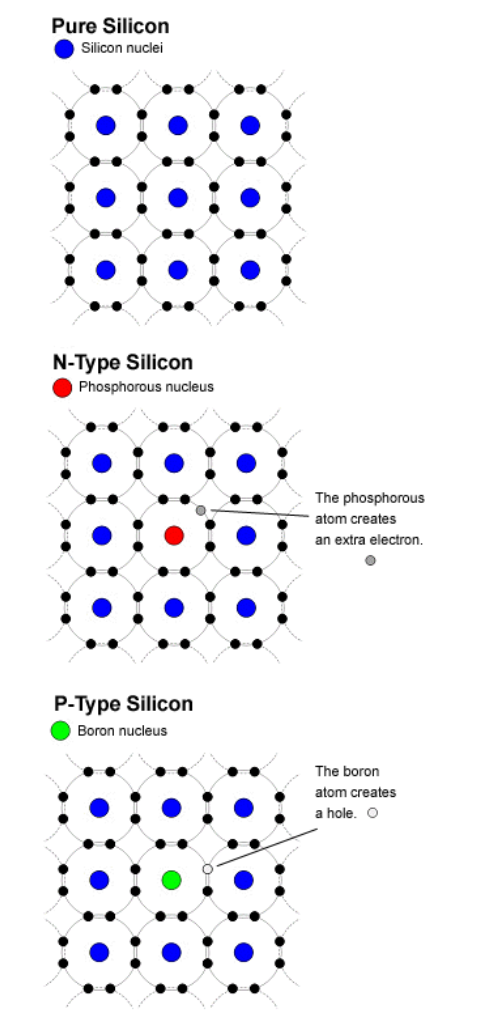 Pure Silicon
Silicon nuclei
N-Type Silicon
Phosphorous nucleus
The phosphorous
atom creates
an extra electron.
P-Type Silicon
Boron nucleus
The boron
atom creates
a hole.